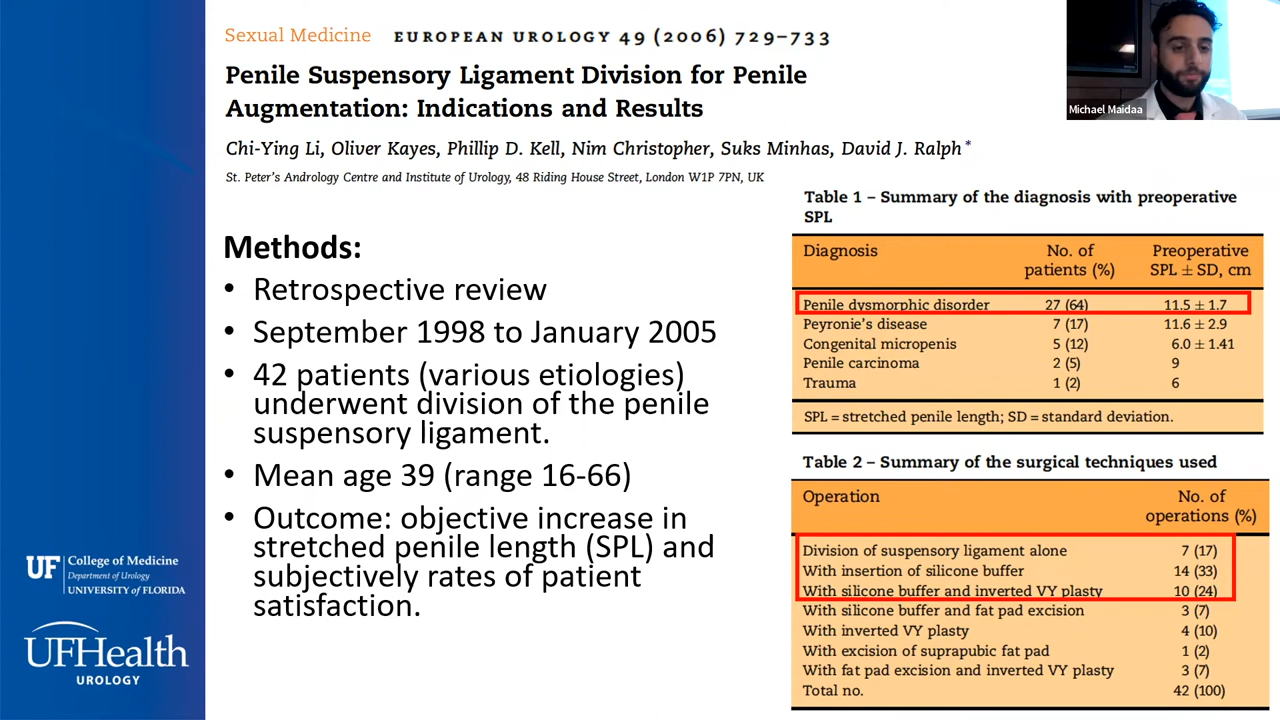 Sexual Medicine EUROPEAN UROLOGY 49 (2006) 729–733
Penile Suspensory Ligament Division for Penile
Augmentation: Indications and Results
Chi-Ying Li, Oliver Kayes, Phillip D. Kell, Nim Christopher, Suks Minhas, David J. Ralph*
St. Peter's Andrology Centre and Institute of Urology, 48 Riding House Street, London W1P 7PN, UK
Michael Maidaa
Methods:
• Retrospective review
• September 1998 to January 2005
• 42 patients (various etiologies)
underwent division of the penile
suspensory ligament.
• Mean age 39 (range 16-66)
• Outcome: objective increase in
stretched penile length (SPL) and
subjectively rates of patient
satisfaction.
Table 1 – Summary of the diagnosis with preoperative
SPL
Diagnosis No. of Preoperative
patients (%) SPL ± SD, cm
Penile dysmorphic disorder 27 (64) 11.5 ± 1.7
Peyronie's disease 7 (17) 11.6 ± 2.9
Congenital micropenis 5 (12) 6.0 ± 1.41
Penile carcinoma 2 (5) 9
Trauma 1 (2) 6
SPL = stretched penile length; SD = standard deviation.
Table 2 – Summary of the surgical techniques used
Operation No. of
operations (%)
Division of suspensory ligament alone 7 (17)
With insertion of silicone buffer 14 (33)
With silicone buffer and inverted VY plasty 10 (24)
With silicone buffer and fat pad excision 3 (7)
With inverted VY plasty 4 (10)
With excision of suprapubic fat pad 1 (2)
With fat pad excision and inverted VY plasty 3 (7)
Total no. 42 (100)
UF College of Medicine
Department of Urology
UNIVERSITY of FLORIDA
UFHealth
UROLOGY